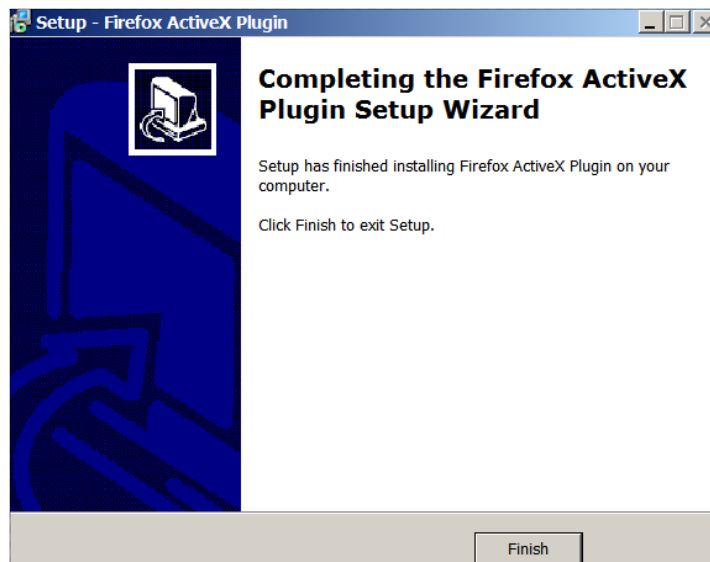 Setup - Firefox ActiveX Plugin
Completing the Firefox ActiveX
Plugin Setup Wizard
Setup has finished installing Firefox ActiveX Plugin on your
computer.
Click Finish to exit Setup.
Finish